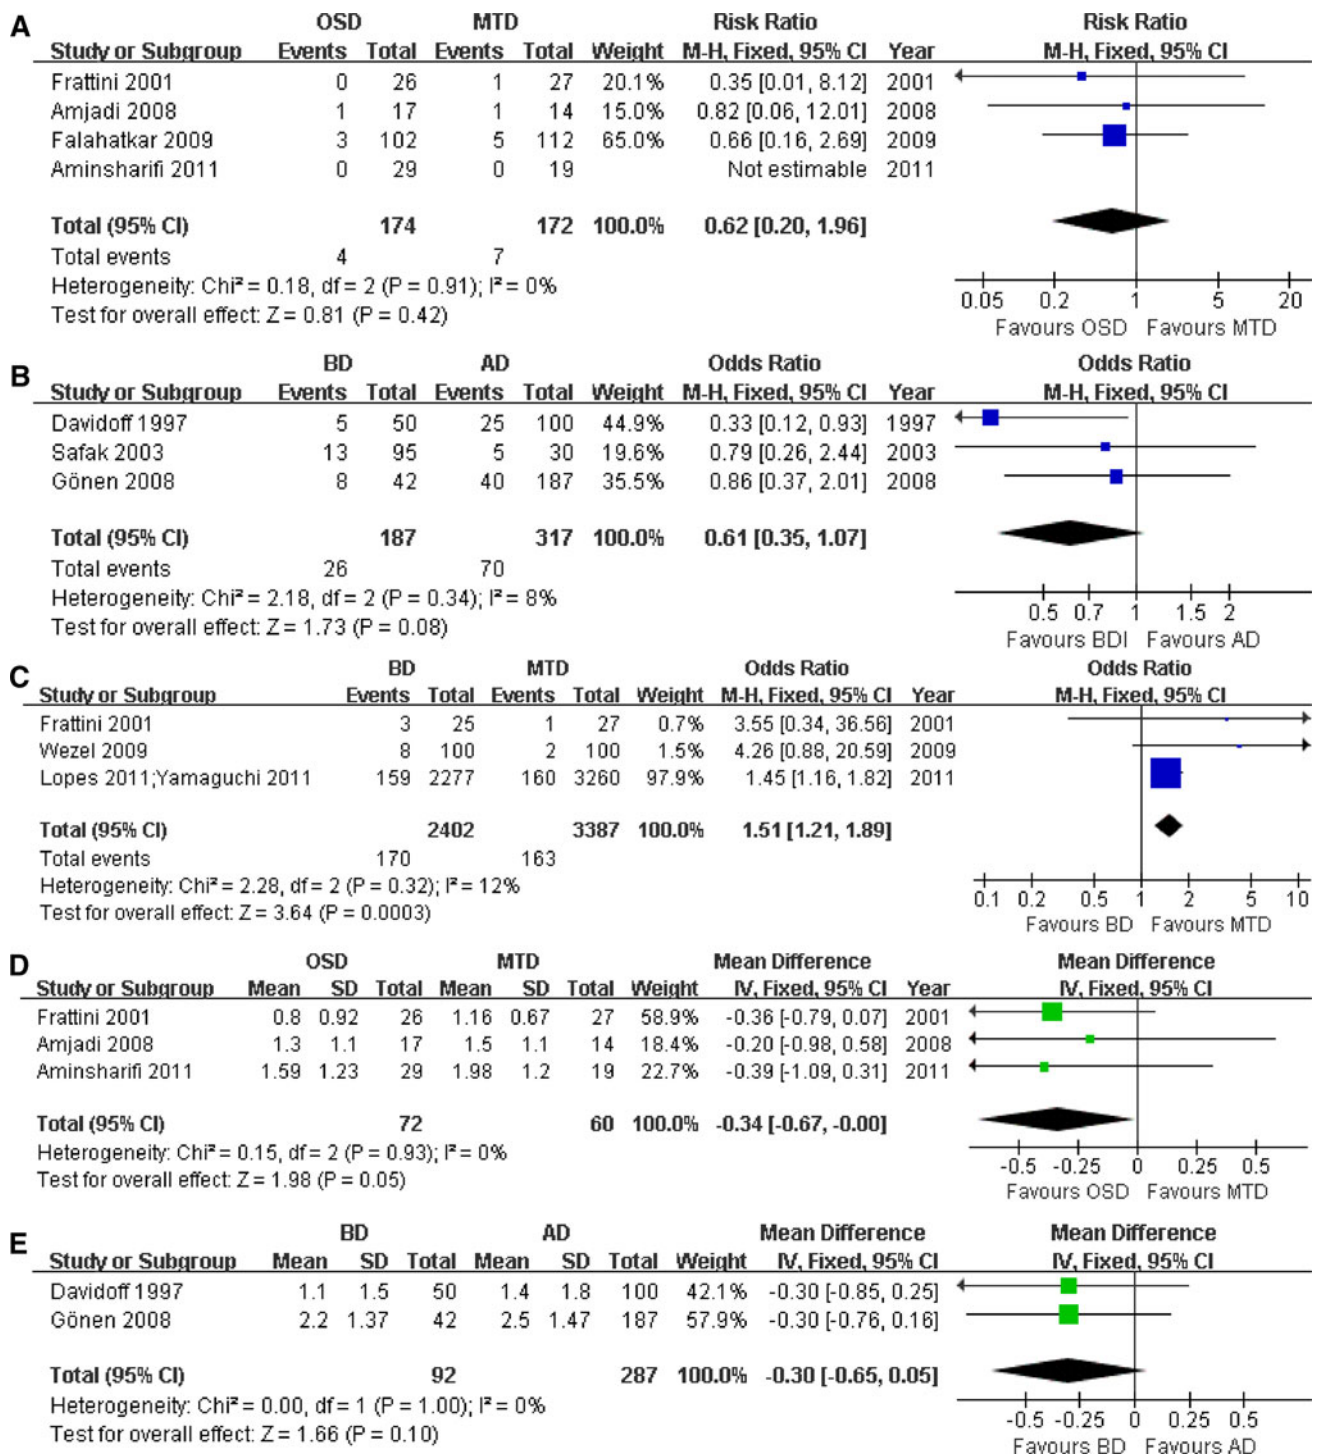 A
OSD MTD Risk Ratio Risk Ratio
Study or Subgroup Events Total Events Total Weight M-H, Fixed, 95% CI Year M-H, Fixed, 95% CI
Frattini 2001 0 26 1 27 20.1% 0.35 [0.01, 8.12] 2001
Amjadi 2008 1 17 1 14 15.0% 0.82 [0.06, 12.01] 2008
Falahatkar 2009 3 102 5 112 65.0% 0.66 [0.16, 2.69] 2009
Aminsharifi 2011 0 29 0 19 Not estimable 2011
Total (95% CI) 174 172 100.0% 0.62 [0.20, 1.96]
Total events 4 7
Heterogeneity: Chi² = 0.18, df = 2 (P = 0.91); I² = 0%
Test for overall effect: Z = 0.81 (P = 0.42)
0.05 0.2 1 5 20
Favours OSD Favours MTD
B
BD AD Odds Ratio Odds Ratio
Study or Subgroup Events Total Events Total Weight M-H, Fixed, 95% CI Year M-H, Fixed, 95% CI
Davidoff 1997 5 50 25 100 44.9% 0.33 [0.12, 0.93] 1997
Safak 2003 13 95 5 30 19.6% 0.79 [0.26, 2.44] 2003
Gönen 2008 8 42 40 187 35.5% 0.86 [0.37, 2.01] 2008
Total (95% CI) 187 317 100.0% 0.61 [0.35, 1.07]
Total events 26 70
Heterogeneity: Chi² = 2.18, df = 2 (P = 0.34); I² = 8%
Test for overall effect: Z = 1.73 (P = 0.08)
0.5 0.7 1 1.5 2
Favours BDI Favours AD
C
BD MTD Odds Ratio Odds Ratio
Study or Subgroup Events Total Events Total Weight M-H, Fixed, 95% CI Year M-H, Fixed, 95% CI
Frattini 2001 3 25 1 27 0.7% 3.55 [0.34, 36.56] 2001
Wezel 2009 8 100 2 100 1.5% 4.26 [0.88, 20.59] 2009
Lopes 2011;Yamaguchi 2011 159 2277 160 3260 97.9% 1.45 [1.16, 1.82] 2011
Total (95% CI) 2402 3387 100.0% 1.51 [1.21, 1.89]
Total events 170 163
Heterogeneity: Chi² = 2.28, df = 2 (P = 0.32); I² = 12%
Test for overall effect: Z = 3.64 (P = 0.0003)
0.1 0.2 0.5 1 2 5 10
Favours BD Favours MTD
D
OSD MTD Mean Difference Mean Difference
Study or Subgroup Mean SD Total Mean SD Total Weight IV, Fixed, 95% CI Year IV, Fixed, 95% CI
Frattini 2001 0.8 0.92 26 1.16 0.67 27 58.9% -0.36 [-0.79, 0.07] 2001
Amjadi 2008 1.3 1.1 17 1.5 1.1 14 18.4% -0.20 [-0.98, 0.58] 2008
Aminsharifi 2011 1.59 1.23 29 1.98 1.2 19 22.7% -0.39 [-1.09, 0.31] 2011
Total (95% CI) 72 60 100.0% -0.34 [-0.67, -0.00]
Heterogeneity: Chi² = 0.15, df = 2 (P = 0.93); I² = 0%
Test for overall effect: Z = 1.98 (P = 0.05)
-0.5 -0.25 0 0.25 0.5
Favours OSD Favours MTD
E
BD AD Mean Difference Mean Difference
Study or Subgroup Mean SD Total Mean SD Total Weight IV, Fixed, 95% CI IV, Fixed, 95% CI
Davidoff 1997 1.1 1.5 50 1.4 1.8 100 42.1% -0.30 [-0.85, 0.25]
Gönen 2008 2.2 1.37 42 2.5 1.47 187 57.9% -0.30 [-0.76, 0.16]
Total (95% CI) 92 287 100.0% -0.30 [-0.65, 0.05]
Heterogeneity: Chi² = 0.00, df = 1 (P = 1.00); I² = 0%
Test for overall effect: Z = 1.66 (P = 0.10)
-0.5 -0.25 0 0.25 0.5
Favours BD Favours AD